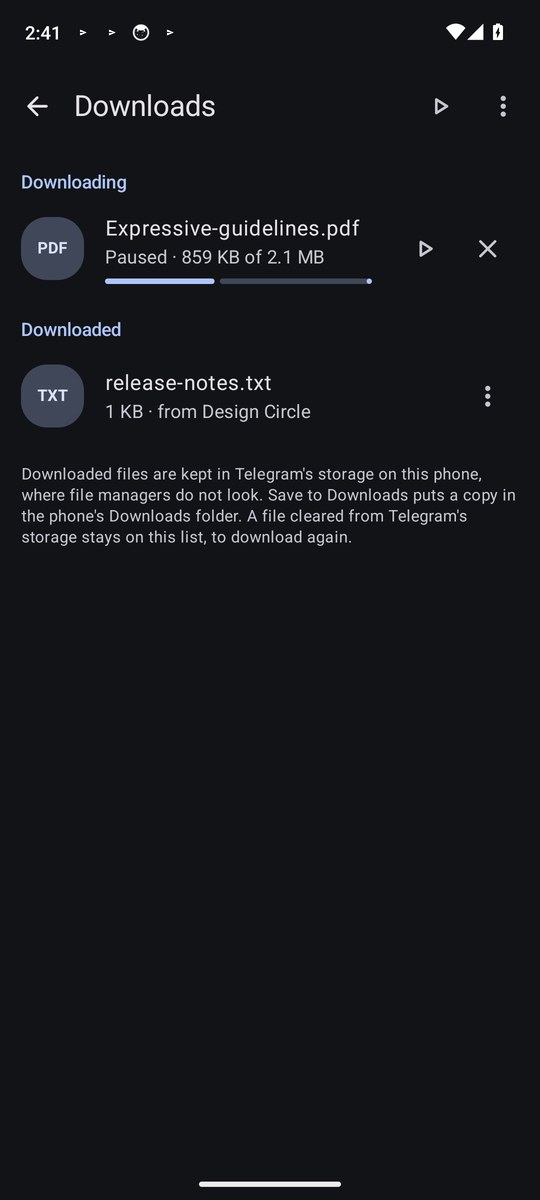 2:41
Downloads
Downloading
PDF
Expressive-guidelines.pdf
Paused · 859 KB of 2.1 MB
Downloaded
TXT
release-notes.txt
1 KB · from Design Circle
Downloaded files are kept in Telegram's storage on this phone,
where file managers do not look. Save to Downloads puts a copy in
the phone's Downloads folder. A file cleared from Telegram's
storage stays on this list, to download again.